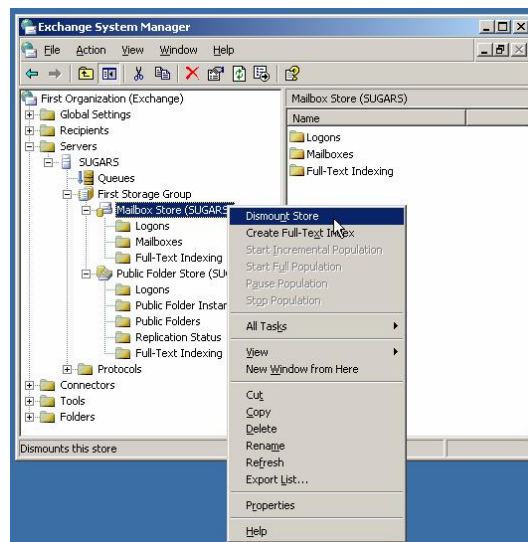 Exchange System Manager
File Action View Window Help
First Organization (Exchange)
Global Settings
Recipients
Servers
SUGARS
Queues
First Storage Group
Mailbox Store (SUGARS
Logons
Mailboxes
Full-Text Indexing
Public Folder Store (SU
Logons
Public Folder Instar
Public Folders
Replication Status
Full-Text Indexing
Protocols
Connectors
Tools
Folders
Mailbox Store (SUGARS)
Name
Logons
Mailboxes
Full-Text Indexing
Dismount Store
Create Full-Text Index
Start Incremental Population
Start Full Population
Pause Population
Stop Population
All Tasks
View
New Window from Here
Cut
Copy
Delete
Rename
Refresh
Export List...
Properties
Help
Dismounts this store